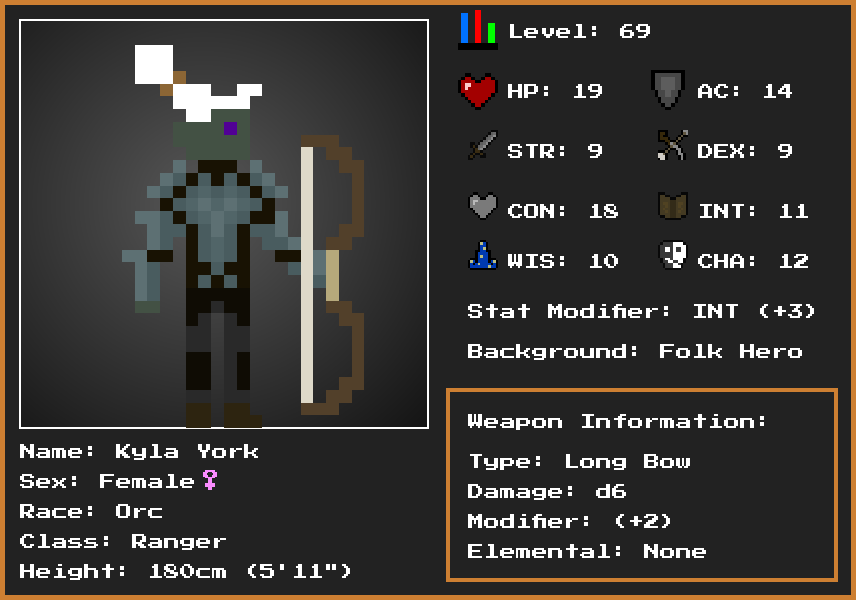 Level: 69
HP: 19 AC: 14
STR: 9 DEX: 9
CON: 18 INT: 11
WIS: 10 CHA: 12
Stat Modifier: INT (+3)
Background: Folk Hero
Weapon Information:
Type: Long Bow
Damage: d6
Modifier: (+2)
Elemental: None
Name: Kyla York
Sex: Female♀
Race: Orc
Class: Ranger
Height: 180cm (5'11")